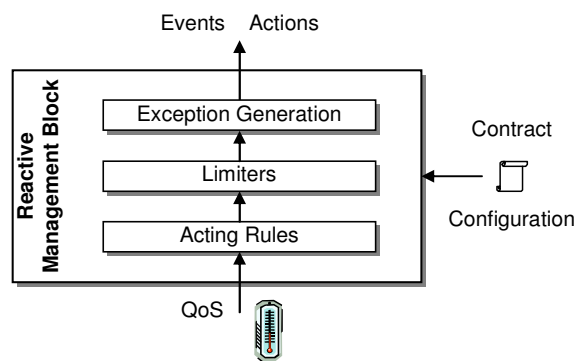 Events Actions
Reactive
Management Block
Exception Generation
Limiters
Acting Rules
Contract
Configuration
QoS